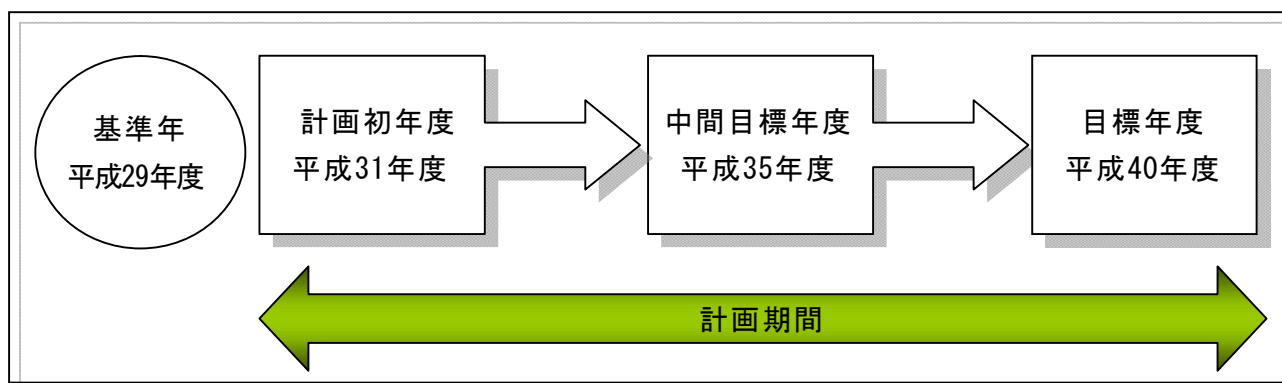 基準年
平成29年度
計画初年度
平成31年度
中間目標年度
平成35年度
目標年度
平成40年度
計画期間